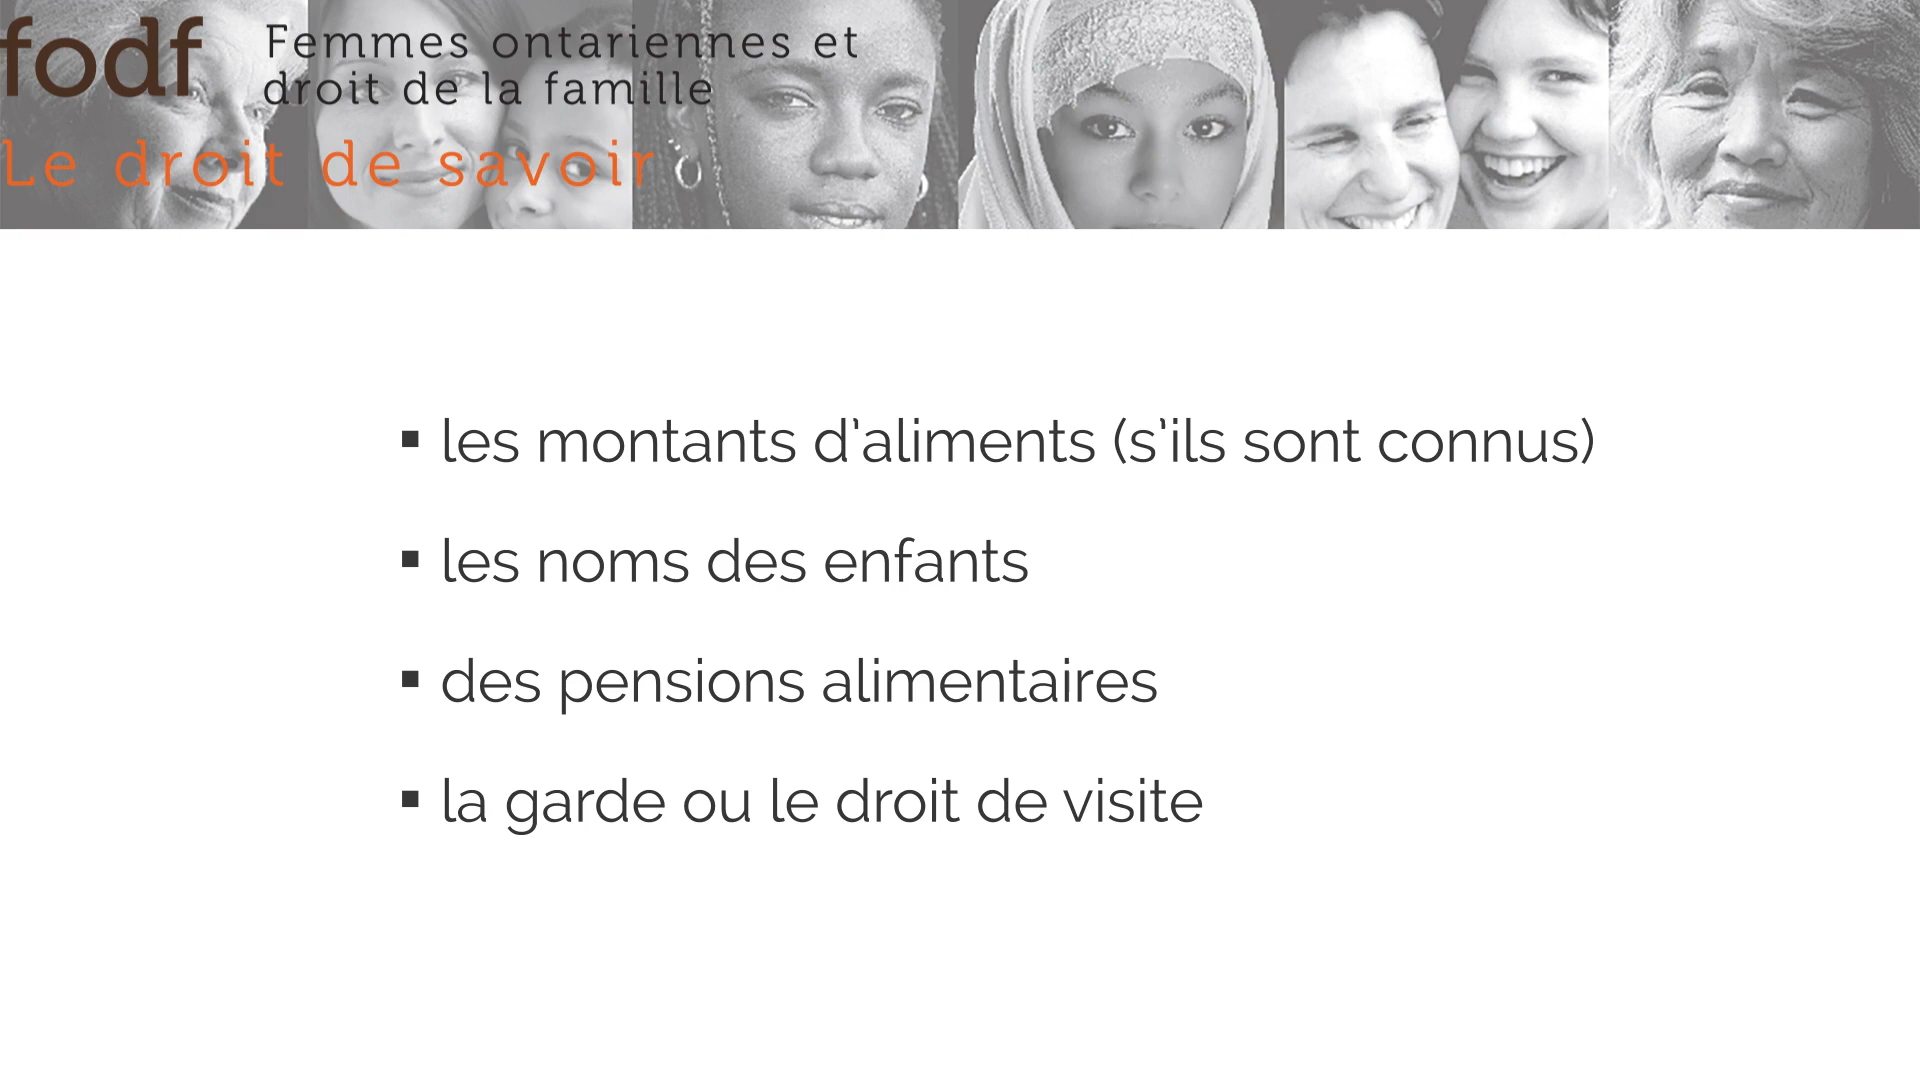 fodf
Femmes ontariennes et
droit de la famille
Le droit de savoir
▪ les montants d'aliments (s'ils sont connus)
▪ les noms des enfants
▪ des pensions alimentaires
▪ la garde ou le droit de visite